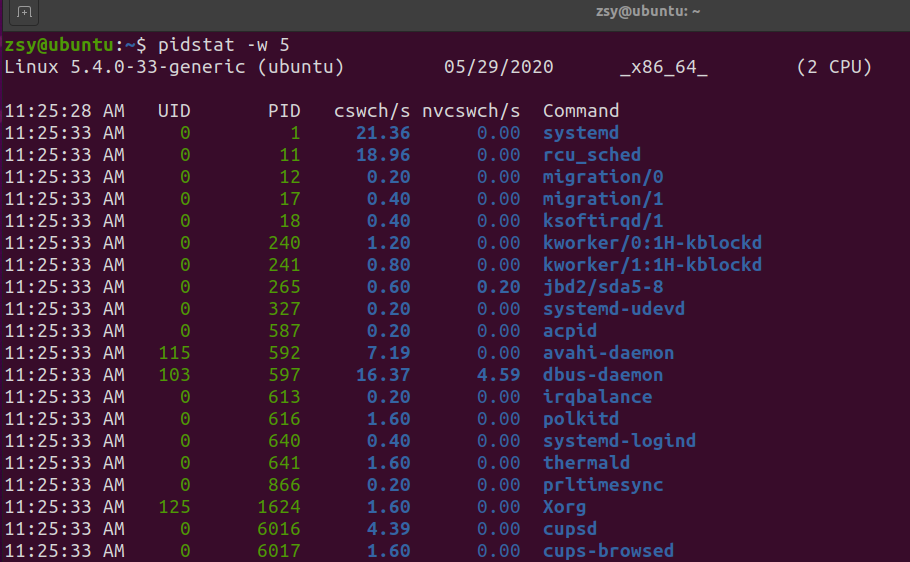 zsy@ubuntu: ~
zsy@ubuntu:~$ pidstat -w 5
Linux 5.4.0-33-generic (ubuntu) 05/29/2020 _x86_64_ (2 CPU)
11:25:28 AM UID PID cswch/s nvcswch/s Command
11:25:33 AM 0 1 21.36 0.00 systemd
11:25:33 AM 0 11 18.96 0.00 rcu_sched
11:25:33 AM 0 12 0.20 0.00 migration/0
11:25:33 AM 0 17 0.40 0.00 migration/1
11:25:33 AM 0 18 0.40 0.00 ksoftirqd/1
11:25:33 AM 0 240 1.20 0.00 kworker/0:1H-kblockd
11:25:33 AM 0 241 0.80 0.00 kworker/1:1H-kblockd
11:25:33 AM 0 265 0.60 0.20 jbd2/sda5-8
11:25:33 AM 0 327 0.20 0.00 systemd-udevd
11:25:33 AM 0 587 0.20 0.00 acpid
11:25:33 AM 115 592 7.19 0.00 avahi-daemon
11:25:33 AM 103 597 16.37 4.59 dbus-daemon
11:25:33 AM 0 613 0.20 0.00 irqbalance
11:25:33 AM 0 616 1.60 0.00 polkitd
11:25:33 AM 0 640 0.40 0.00 systemd-logind
11:25:33 AM 0 641 1.60 0.00 thermald
11:25:33 AM 0 866 0.20 0.00 prltimesync
11:25:33 AM 125 1624 1.60 0.00 Xorg
11:25:33 AM 0 6016 4.39 0.00 cupsd
11:25:33 AM 0 6017 1.60 0.00 cups-browsed